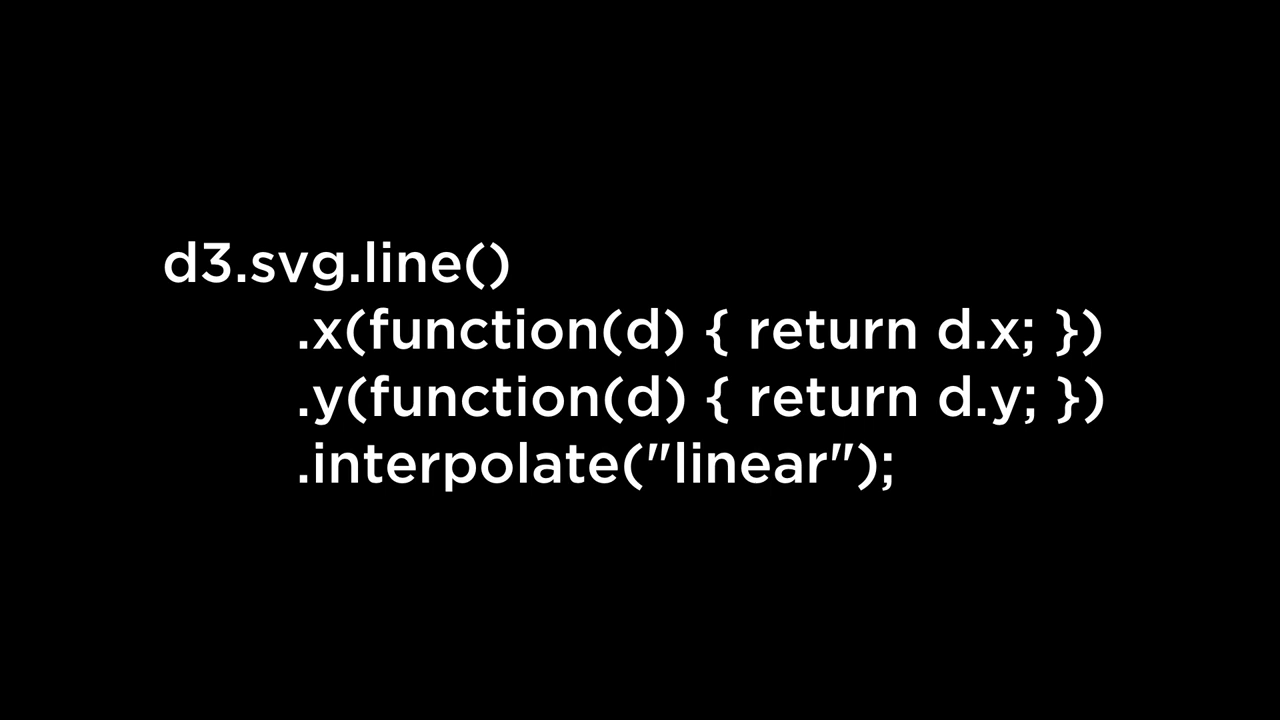 d3.svg.line()
.x(function(d) { return d.x; })
.y(function(d) { return d.y; })
.interpolate("linear");